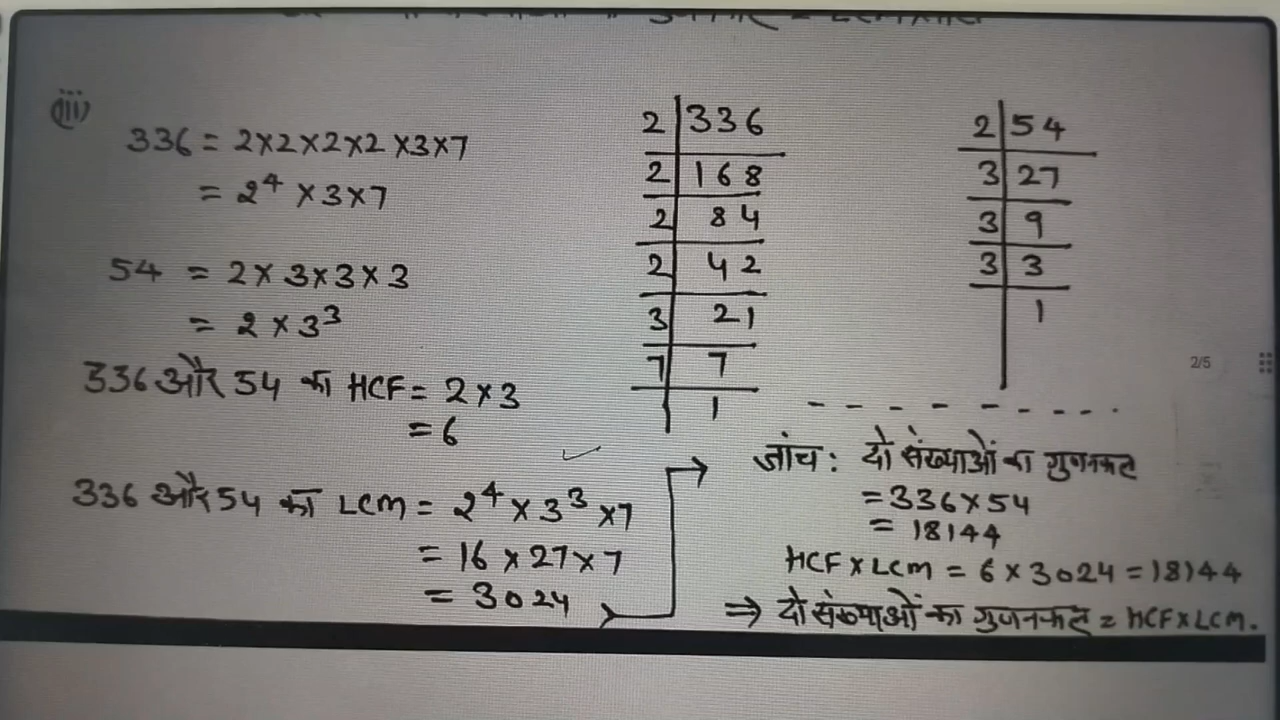 (iii)
336 = 2×2×2×2×3×7
= 2⁴ × 3×7
54 = 2× 3×3×3
= 2 × 3³
336 और 54 का HCF = 2×3
= 6
336 और 54 का LCM = 2⁴ × 3³ ×7
= 16 × 27 × 7
= 3024
2 | 336
2 | 168
2 | 84
2 | 42
3 | 21
7 | 7
| 1
2 | 54
3 | 27
3 | 9
3 | 3
| 1
2/5
जांच : दो संख्याओं का गुणनफल
= 336 × 54
= 18144
HCF × LCM = 6 × 3024 = 18144
⇒ दो संख्याओं का गुणनफल = HCF × LCM.